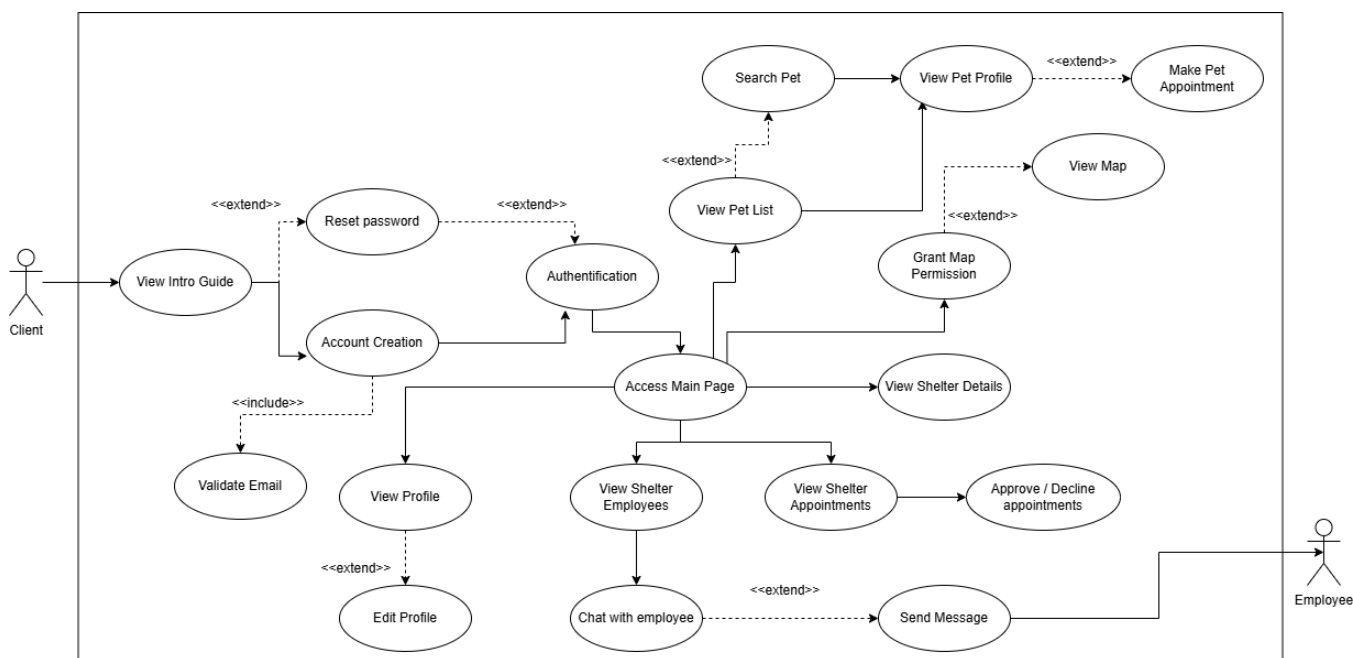 Search Pet
View Pet Profile
<<extend>>
Make Pet
Appointment
<<extend>>
View Map
<<extend>>
Reset password
<<extend>>
View Pet List
<<extend>>
Client
View Intro Guide
Authentification
Grant Map
Permission
Account Creation
Access Main Page
View Shelter Details
<<include>>
Validate Email
View Profile
View Shelter
Employees
View Shelter
Appointments
Approve / Decline
appointments
<<extend>>
Edit Profile
Chat with employee
<<extend>>
Send Message
Employee